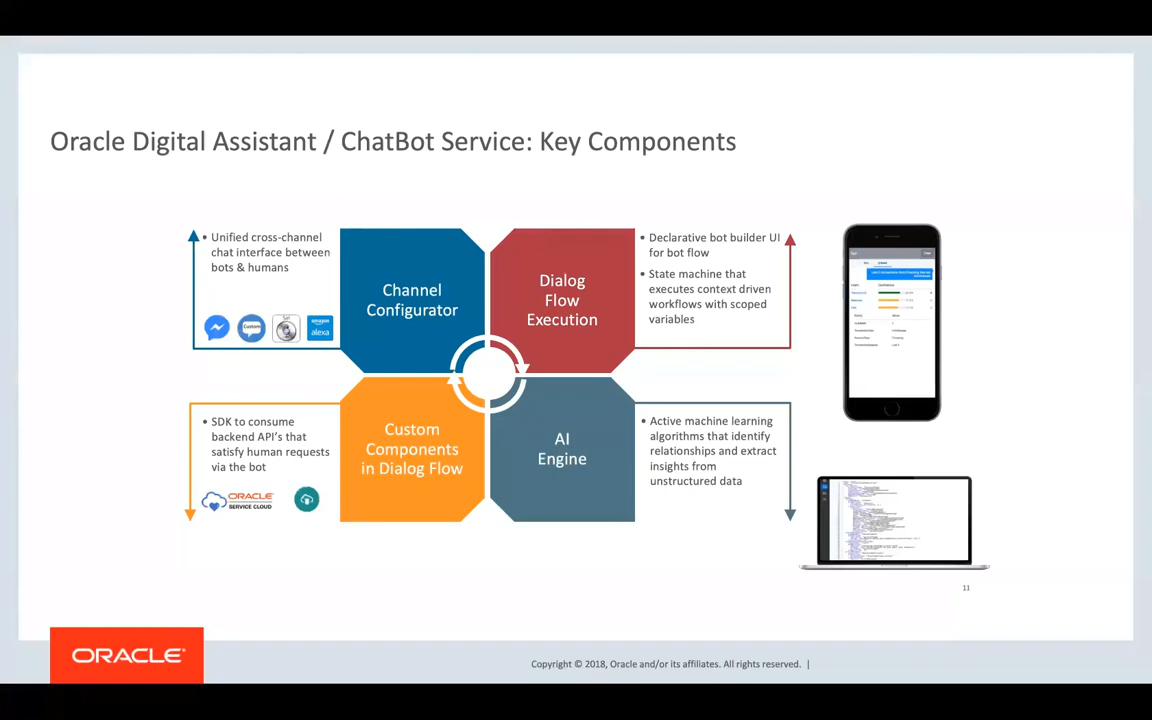 Oracle Digital Assistant / ChatBot Service: Key Components
• Unified cross-channel
chat interface between
bots & humans
Custom
Siri
amazon
alexa
Channel
Configurator
Dialog
Flow
Execution
• Declarative bot builder UI
for bot flow
• State machine that
executes context driven
workflows with scoped
variables
• SDK to consume
backend API's that
satisfy human requests
via the bot
ORACLE
SERVICE CLOUD
Custom
Components
in Dialog Flow
AI
Engine
• Active machine learning
algorithms that identify
relationships and extract
insights from
unstructured data
11
ORACLE
Copyright © 2018, Oracle and/or its affiliates. All rights reserved. |